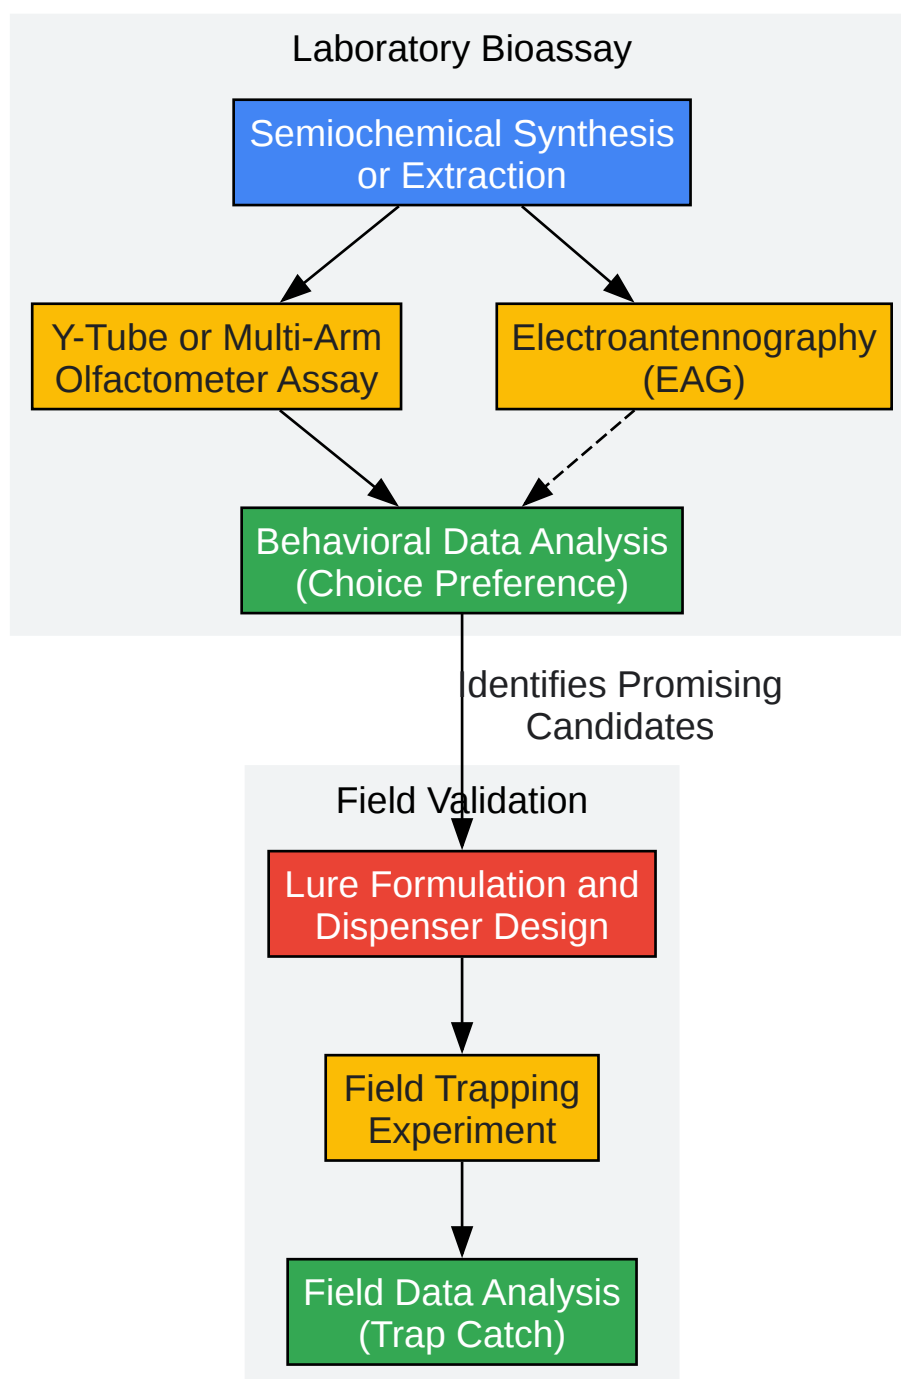 Laboratory Bioassay
Semiochemical Synthesis
or Extraction
Y-Tube or Multi-Arm
Olfactometer Assay
Electroantennography
(EAG)
Behavioral Data Analysis
(Choice Preference)
Identifies Promising
Candidates
Field Validation
Lure Formulation and
Dispenser Design
Field Trapping
Experiment
Field Data Analysis
(Trap Catch)